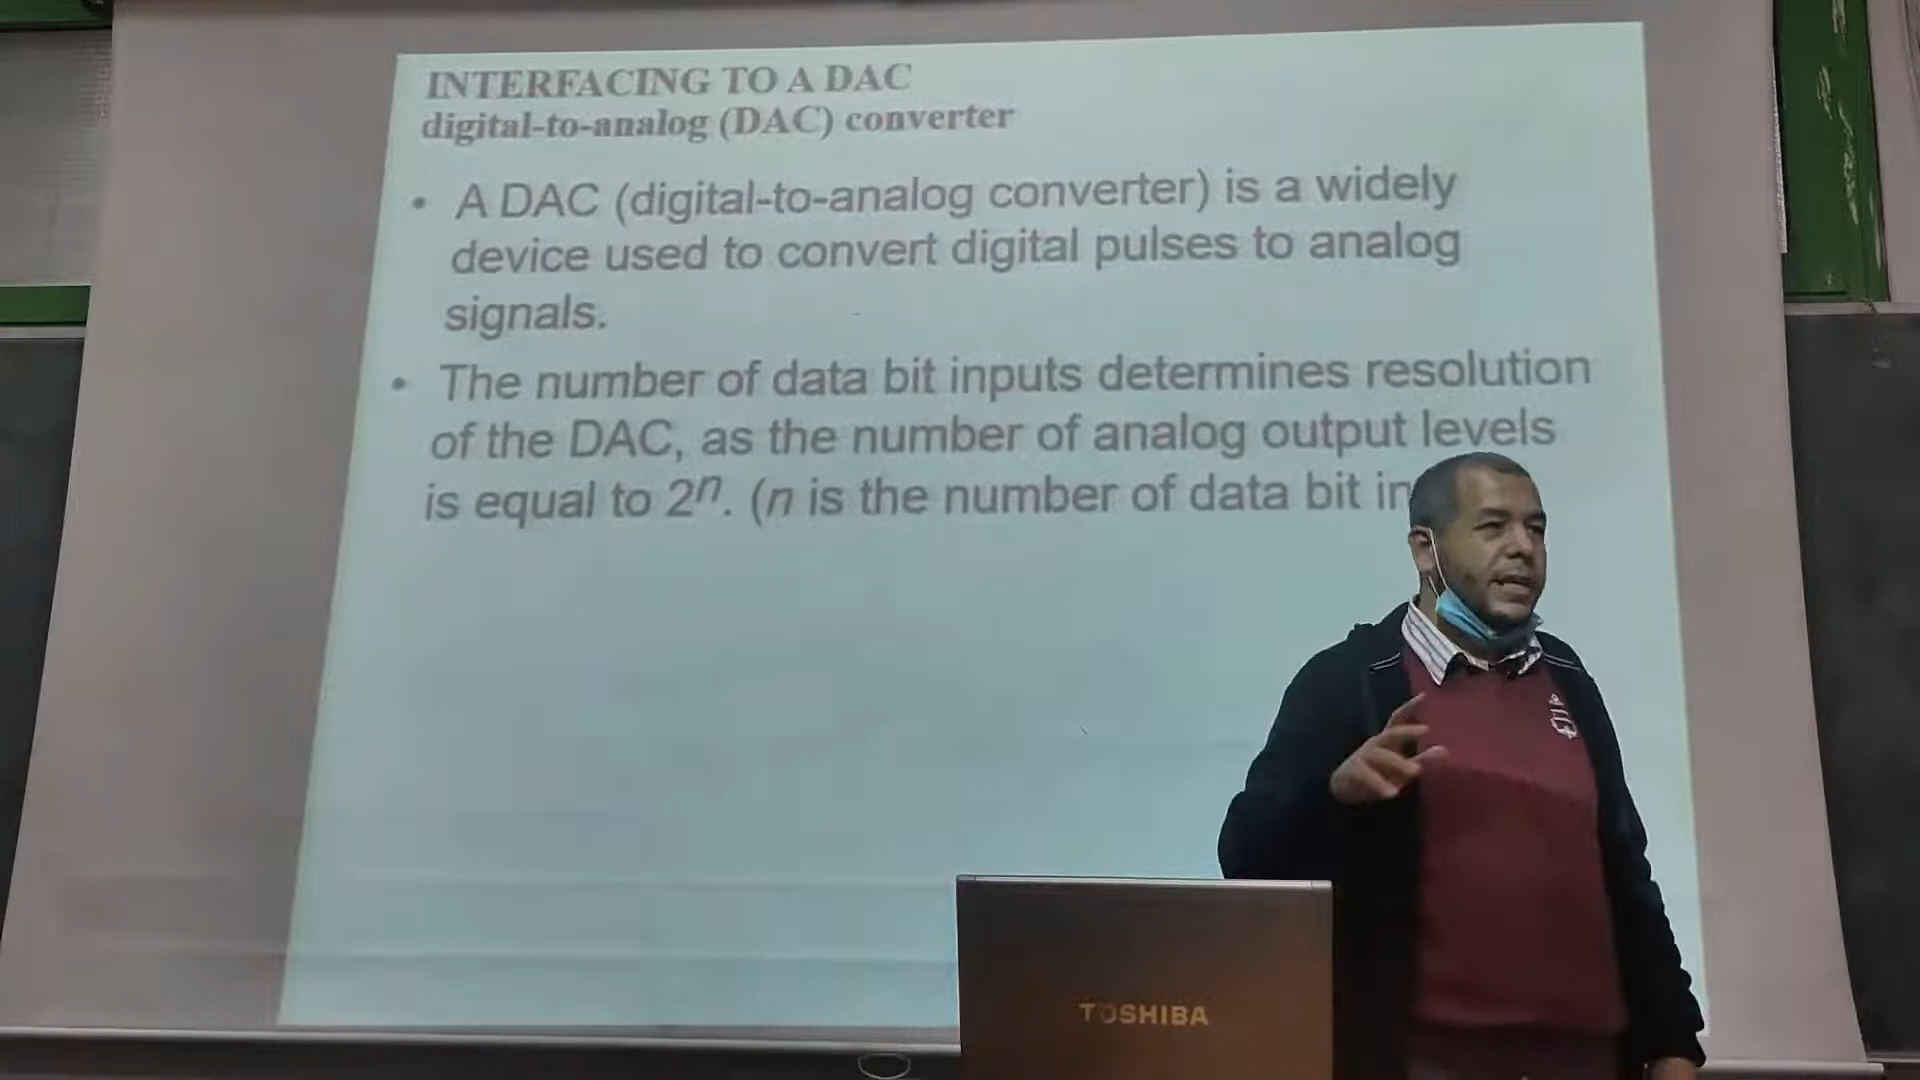 INTERFACING TO A DAC
digital-to-analog (DAC) converter
• A DAC (digital-to-analog converter) is a widely
device used to convert digital pulses to analog
signals.
• The number of data bit inputs determines resolution
of the DAC, as the number of analog output levels
is equal to 2ⁿ. (n is the number of data bit in
TOSHIBA